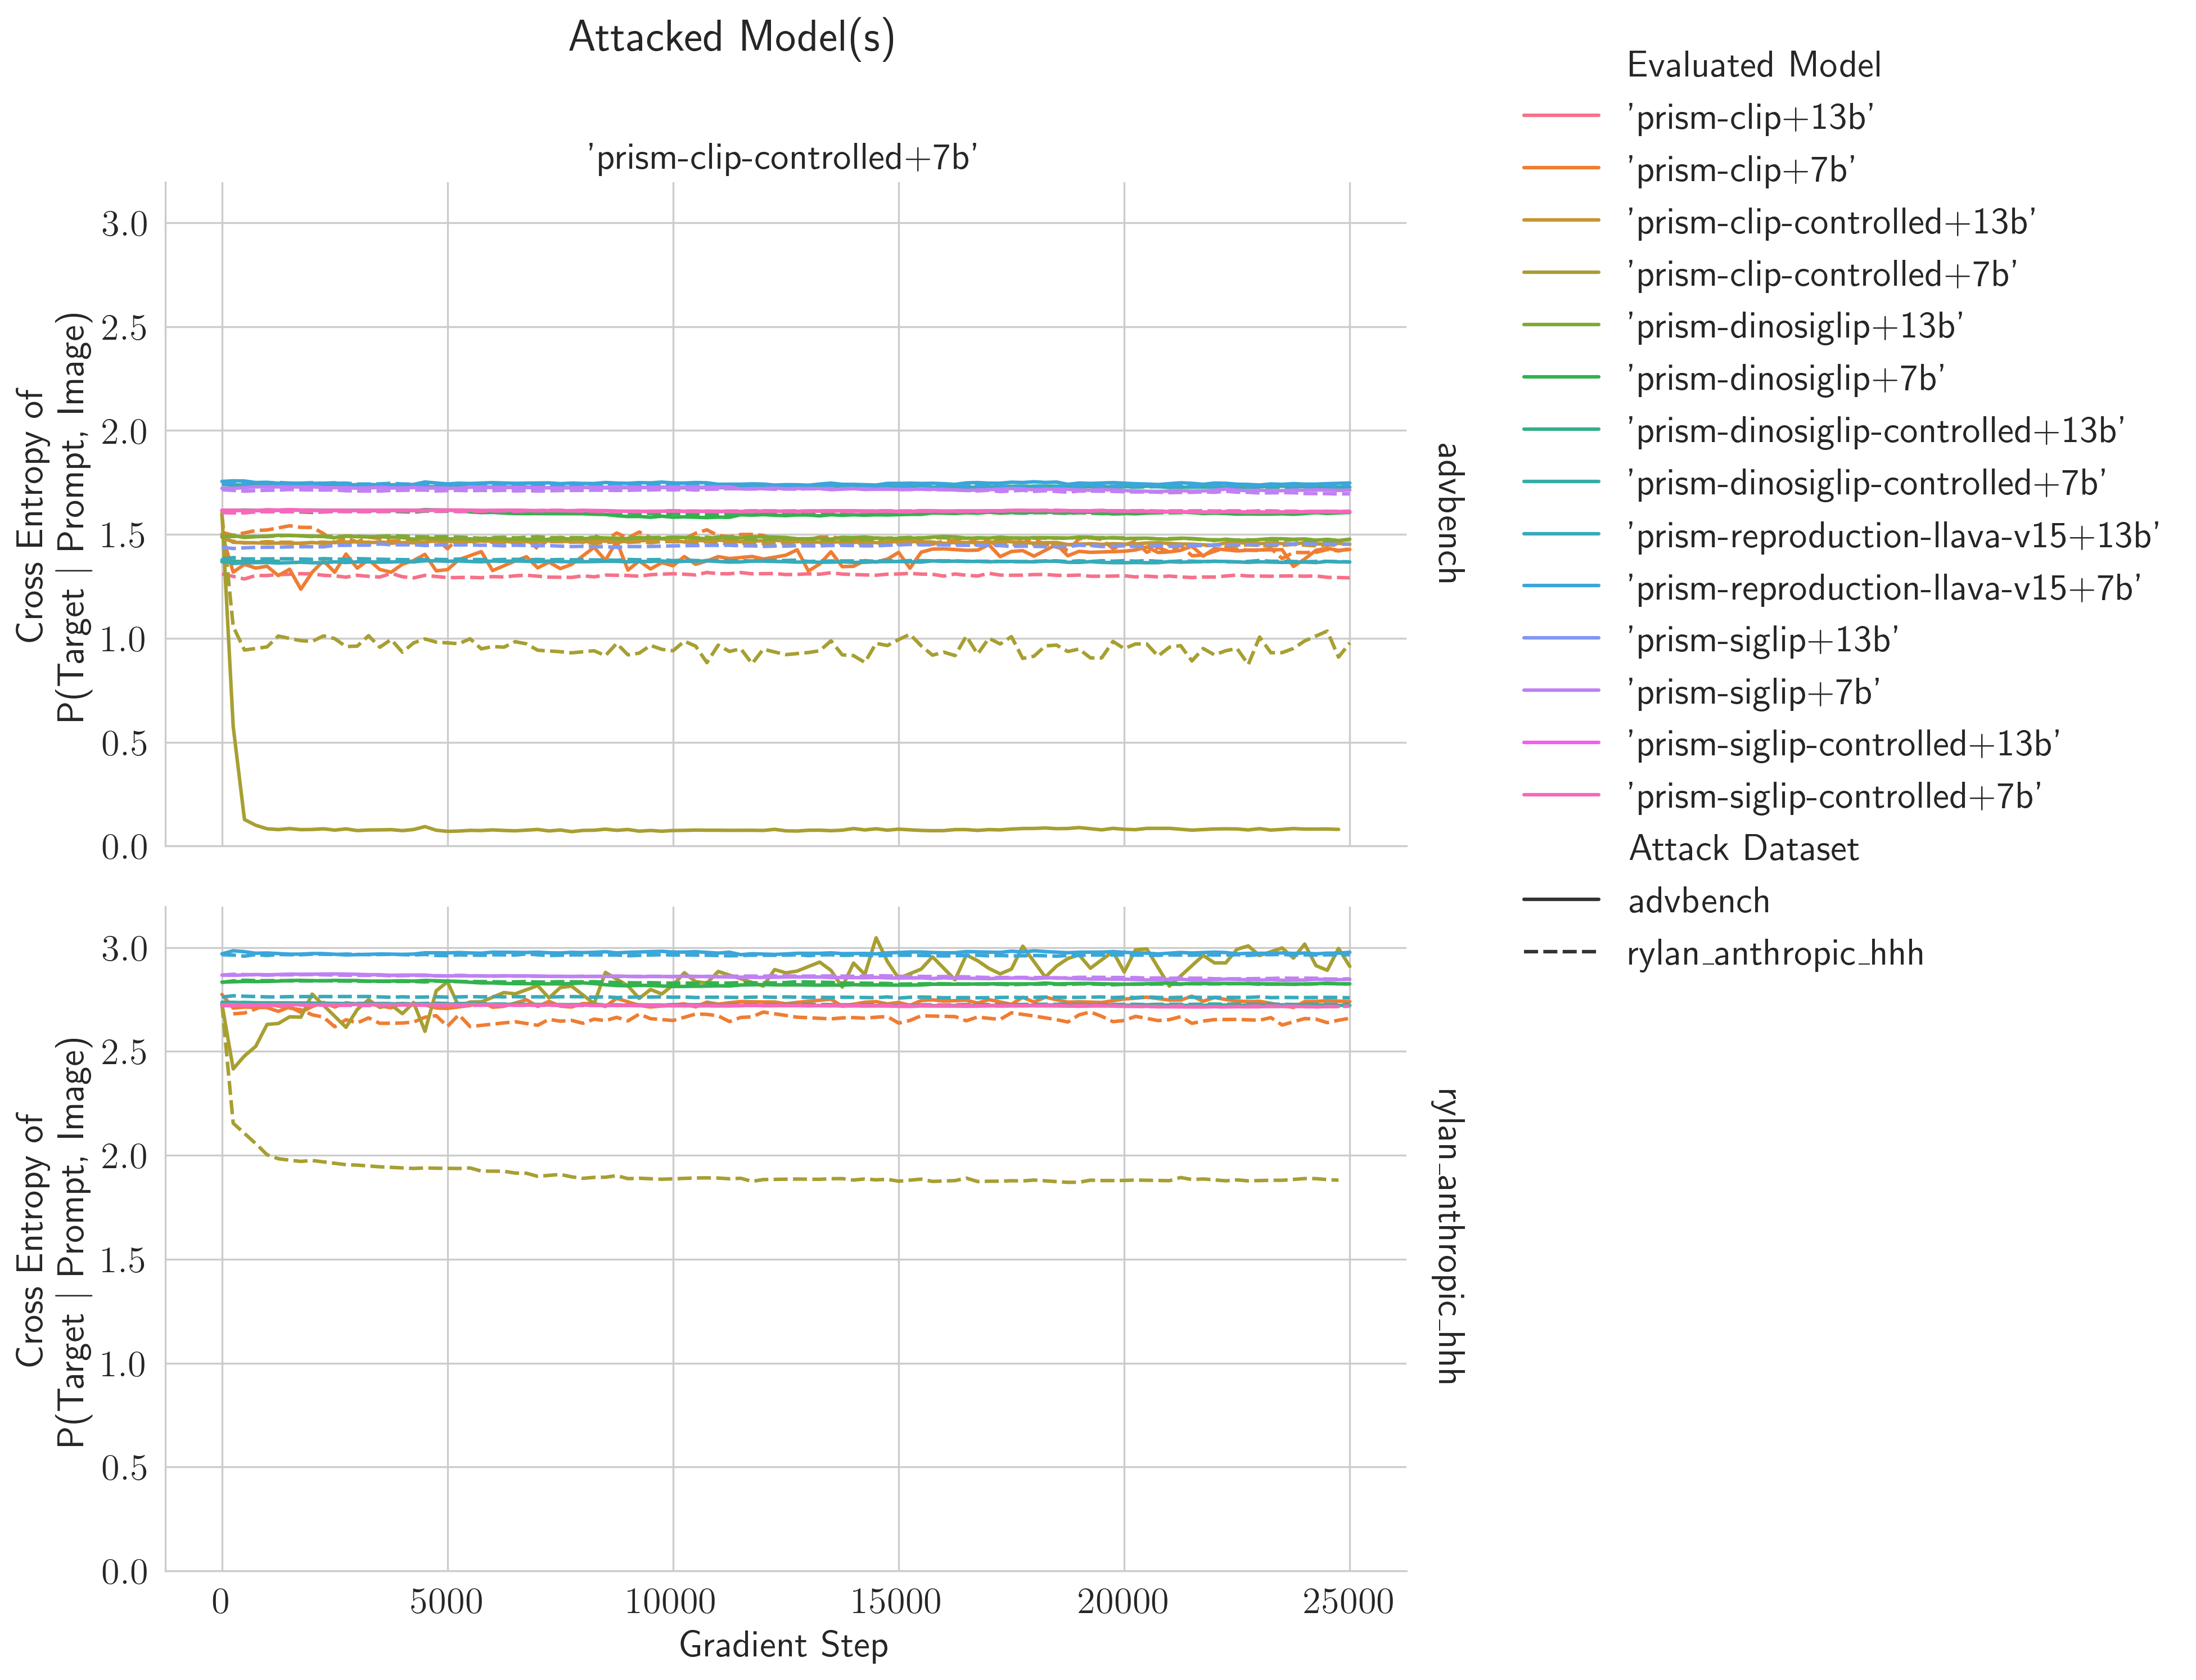 Attacked Model(s)
'prism-clip-controlled+7b'
Cross Entropy of
P(Target | Prompt, Image)
3.0
2.5
2.0
1.5
1.0
0.5
0.0
advbench
Cross Entropy of
P(Target | Prompt, Image)
3.0
2.5
2.0
1.5
1.0
0.5
0.0
rylan_anthropic_hhh
0
5000
10000
15000
20000
25000
Gradient Step
Evaluated Model
'prism-clip+13b'
'prism-clip+7b'
'prism-clip-controlled+13b'
'prism-clip-controlled+7b'
'prism-dinosiglip+13b'
'prism-dinosiglip+7b'
'prism-dinosiglip-controlled+13b'
'prism-dinosiglip-controlled+7b'
'prism-reproduction-llava-v15+13b'
'prism-reproduction-llava-v15+7b'
'prism-siglip+13b'
'prism-siglip+7b'
'prism-siglip-controlled+13b'
'prism-siglip-controlled+7b'
Attack Dataset
advbench
rylan_anthropic_hhh